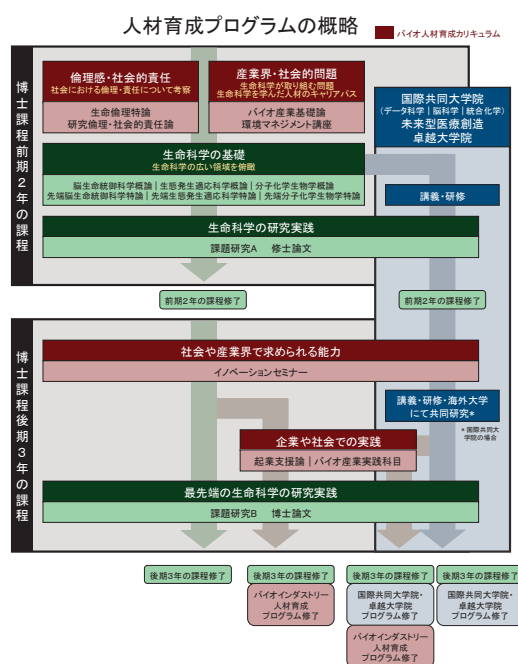 人材育成プログラムの概略
バイオ人材育成カリキュラム
博士課程前期2年の課程
倫理感・社会的責任
社会における倫理・責任について考察
生命倫理特論
研究倫理・社会的責任論
産業界・社会的問題
生命科学が取り組む問題
生命科学を学んだ人材のキャリアパス
バイオ産業基礎論
環境マネジメント講座
国際共同大学院
(データ科学|脳科学|統合化学)
未来型医療創造
卓越大学院
生命科学の基礎
生命科学の広い領域を俯瞰
脳生命統御科学概論|生態発生適応科学概論|分子化学生物学概論
先端脳生命統御科学特論|先端生態発生適応科学特論|先端分子化学生物学特論
講義・研修
生命科学の研究実践
課題研究A 修士論文
前期2年の課程修了
前期2年の課程修了
博士課程後期3年の課程
社会や産業界で求められる能力
イノベーションセミナー
講義・研修・海外大学
にて共同研究*
*国際共同大
学院の場合
企業や社会での実践
起業支援論|バイオ産業実践科目
最先端の生命科学の研究実践
課題研究B 博士論文
後期3年の課程修了
後期3年の課程修了
バイオインダストリー
人材育成
プログラム修了
後期3年の課程修了
国際共同大学院・
卓越大学院
プログラム修了
バイオインダストリー
人材育成
プログラム修了
後期3年の課程修了
国際共同大学院・
卓越大学院
プログラム修了